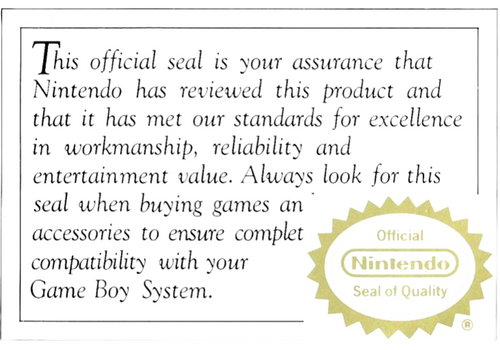 This official seal is your assurance that
Nintendo has reviewed this product and
that it has met our standards for excellence
in workmanship, reliability and
entertainment value. Always look for this
seal when buying games an
accessories to ensure complet
compatibility with your
Game Boy System.
Official
Nintendo
Seal of Quality
®